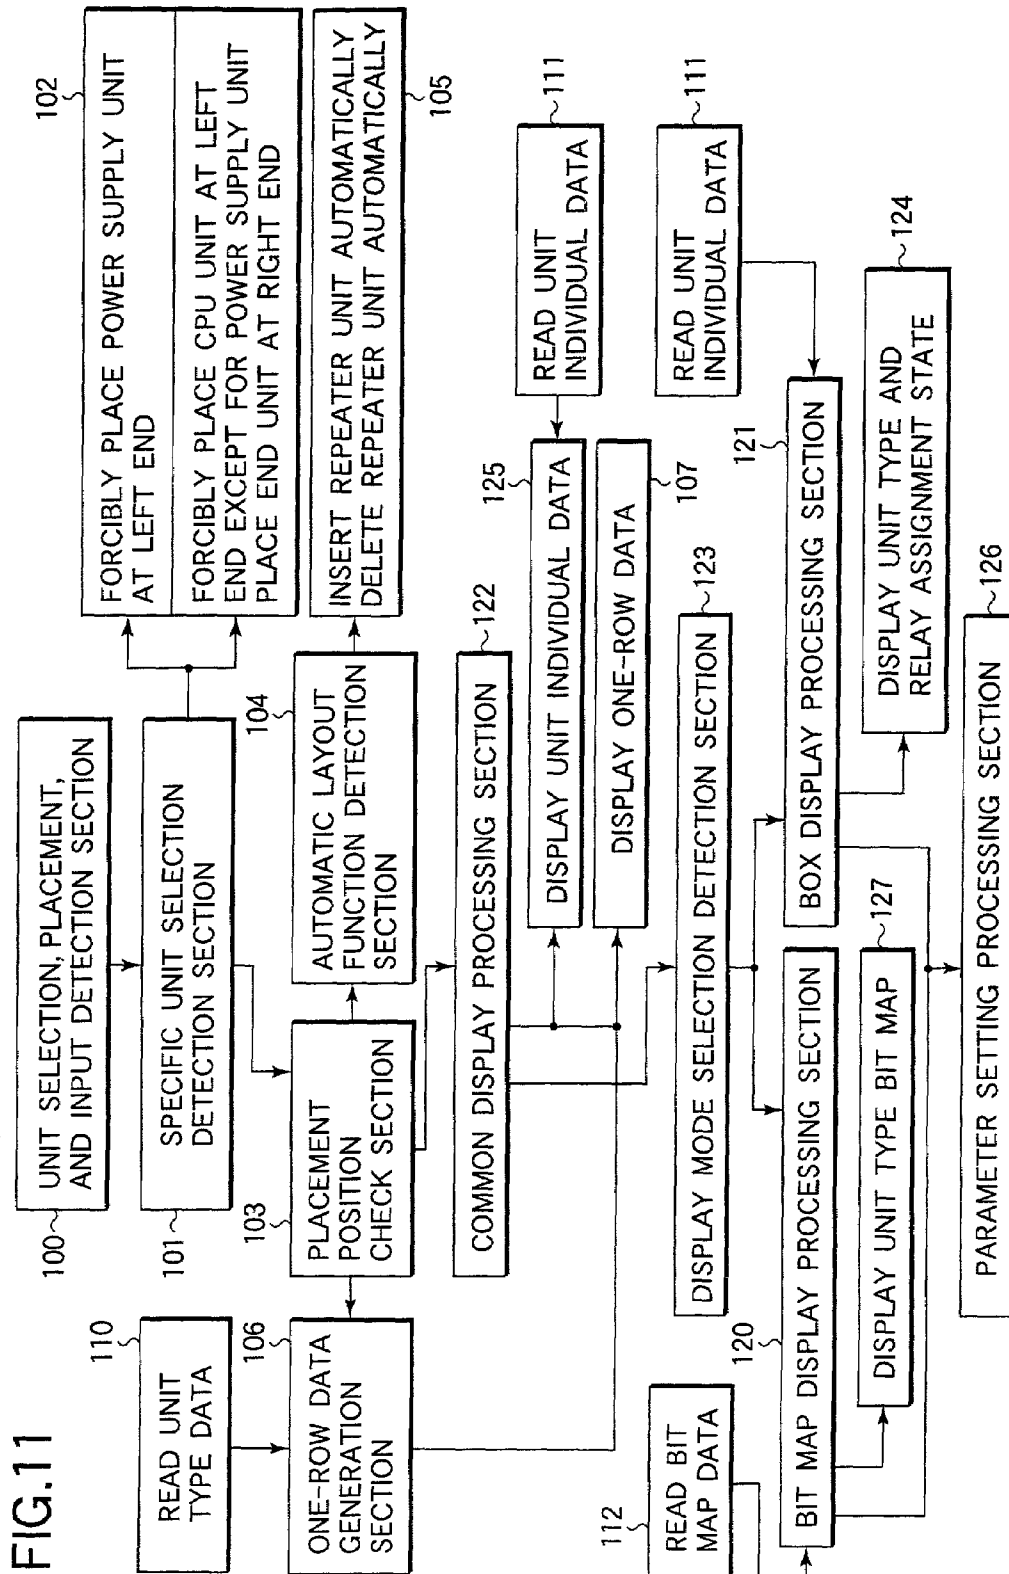 FIG.11
100
UNIT SELECTION, PLACEMENT,
AND INPUT DETECTION SECTION
102
FORCIBLY PLACE POWER SUPPLY UNIT
AT LEFT END
FORCIBLY PLACE CPU UNIT AT LEFT
END EXCEPT FOR POWER SUPPLY UNIT
PLACE END UNIT AT RIGHT END
110
READ UNIT
TYPE DATA
101
SPECIFIC UNIT SELECTION
DETECTION SECTION
106
ONE-ROW DATA
GENERATION
SECTION
103
PLACEMENT
POSITION
CHECK SECTION
104
AUTOMATIC LAYOUT
FUNCTION DETECTION
SECTION
105
INSERT REPEATER UNIT AUTOMATICALLY
DELETE REPEATER UNIT AUTOMATICALLY
122
COMMON DISPLAY PROCESSING SECTION
125
DISPLAY UNIT INDIVIDUAL DATA
111
READ UNIT
INDIVIDUAL DATA
107
DISPLAY ONE-ROW DATA
112
READ BIT
MAP DATA
123
DISPLAY MODE SELECTION DETECTION SECTION
111
READ UNIT
INDIVIDUAL DATA
120
BIT MAP DISPLAY PROCESSING SECTION
121
BOX DISPLAY PROCESSING SECTION
127
DISPLAY UNIT TYPE BIT MAP
124
DISPLAY UNIT TYPE AND
RELAY ASSIGNMENT STATE
126
PARAMETER SETTING PROCESSING SECTION